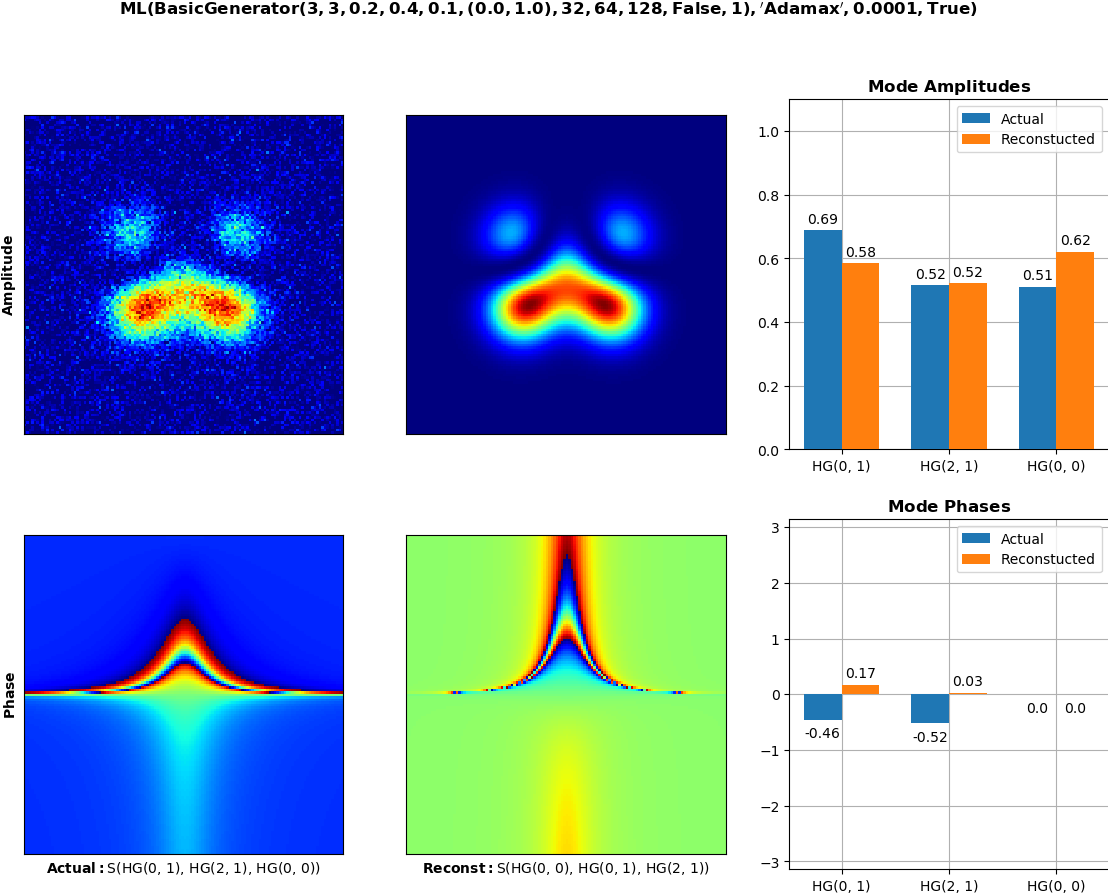 ML(BasicGenerator(3, 3, 0.2, 0.4, 0.1, (0.0, 1.0), 32, 64, 128, False, 1), ′Adamax′, 0.0001, True)
Amplitude
Mode Amplitudes
Actual
Reconstucted
1.0
0.8
0.6
0.4
0.2
0.0
0.69
0.58
0.52
0.52
0.51
0.62
HG(0, 1)
HG(2, 1)
HG(0, 0)
Phase
Actual: S(HG(0, 1), HG(2, 1), HG(0, 0))
Reconst: S(HG(0, 0), HG(0, 1), HG(2, 1))
Mode Phases
Actual
Reconstucted
3
2
1
0
−1
−2
−3
-0.46
0.17
-0.52
0.03
0.0
0.0
HG(0, 1)
HG(2, 1)
HG(0, 0)